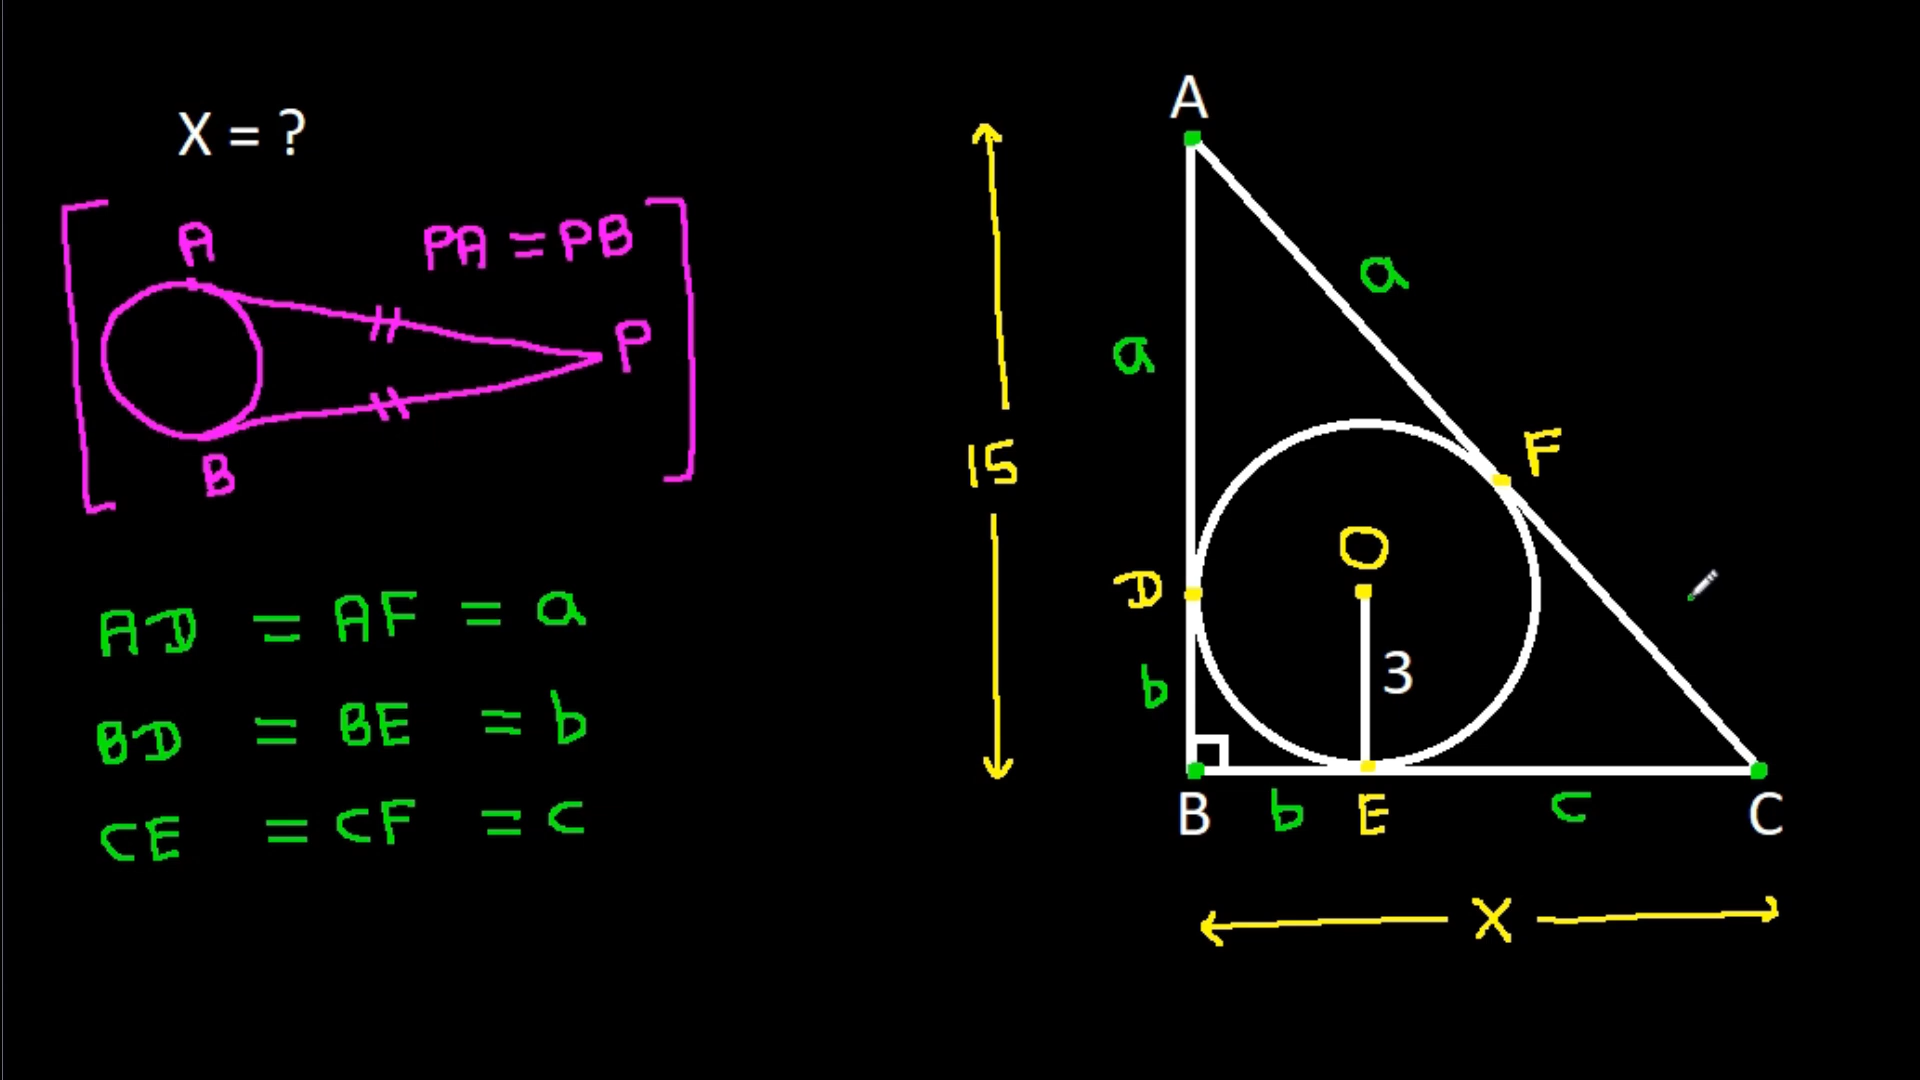 X = ?
A
PA = PB
P
B
AD = AF = a
BD = BE = b
CE = CF = c
A
a
a
F
15
O
D
3
b
B b E c C
X